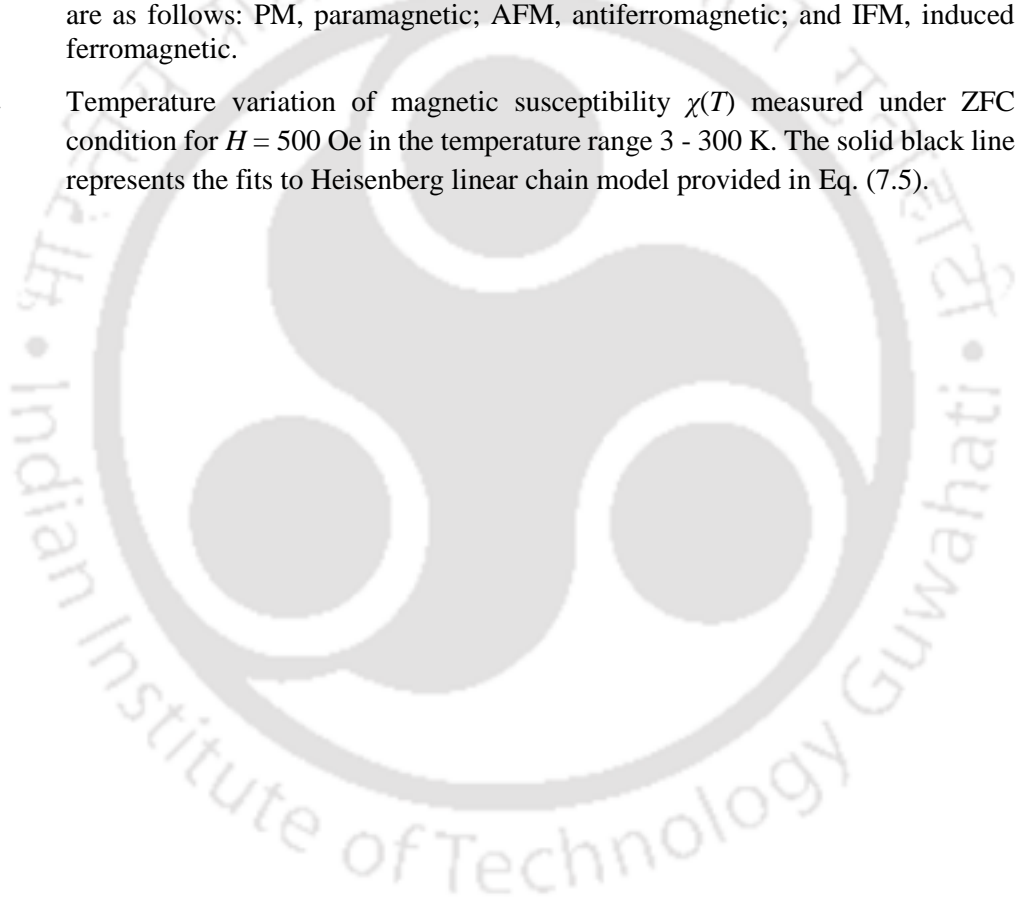 are as follows: PM, paramagnetic; AFM, antiferromagnetic; and IFM, induced
ferromagnetic.
Temperature variation of magnetic susceptibility χ(T) measured under ZFC
condition for H = 500 Oe in the temperature range 3 - 300 K. The solid black line
represents the fits to Heisenberg linear chain model provided in Eq. (7.5).
Indian Institute of Technology Guwahati